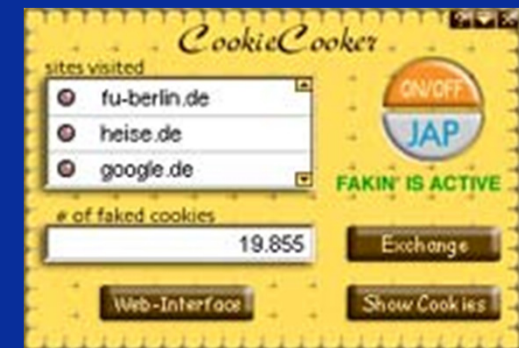 CookieCooker
sites visited
fu-berlin.de
heise.de
google.de
ON/OFF
JAP
FAKIN' IS ACTIVE
# of faked cookies
19.855
Exchange
Web-Interface
Show Cookies